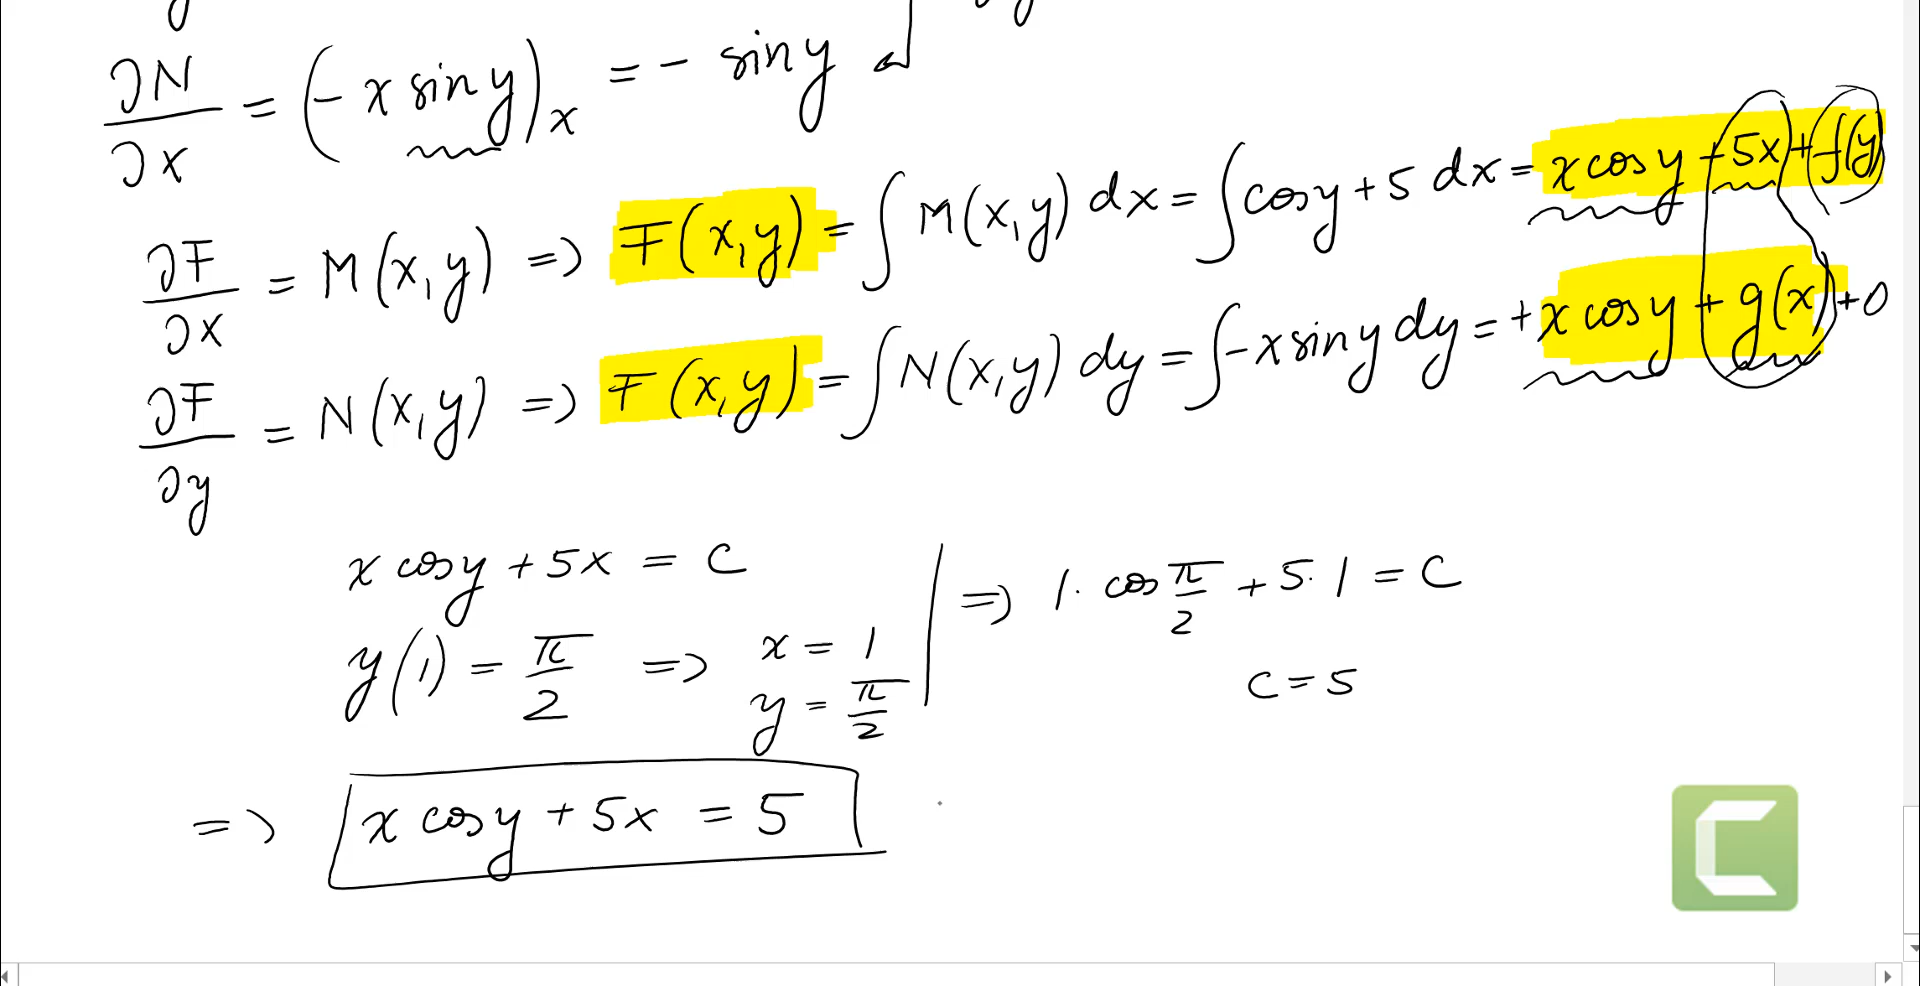 ∂N/∂x = (- x sin y)_x = - sin y
∂F/∂x = M(x,y) => F(x,y) = ∫ M(x,y) dx = ∫ cos y + 5 dx = x cos y + 5x + f(y)
∂F/∂y = N(x,y) => F(x,y) = ∫ N(x,y) dy = ∫ -x sin y dy = + x cos y + g(x) + 0
x cos y + 5x = C
y(1) = π/2 => x = 1 y = π/2 | => 1. cos π/2 + 5.1 = C
C = 5
=> x cos y + 5x = 5